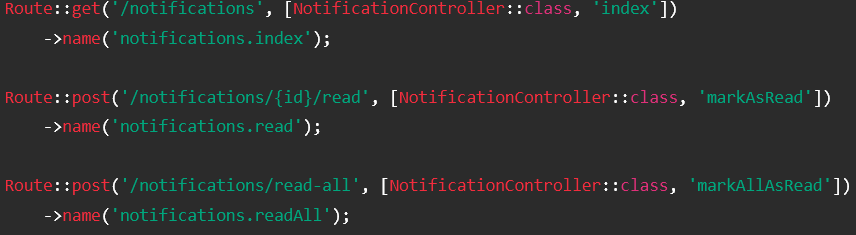 Route::get('/notifications', [NotificationController::class, 'index'])
    ->name('notifications.index');

Route::post('/notifications/{id}/read', [NotificationController::class, 'markAsRead'])
    ->name('notifications.read');

Route::post('/notifications/read-all', [NotificationController::class, 'markAllAsRead'])
    ->name('notifications.readAll');